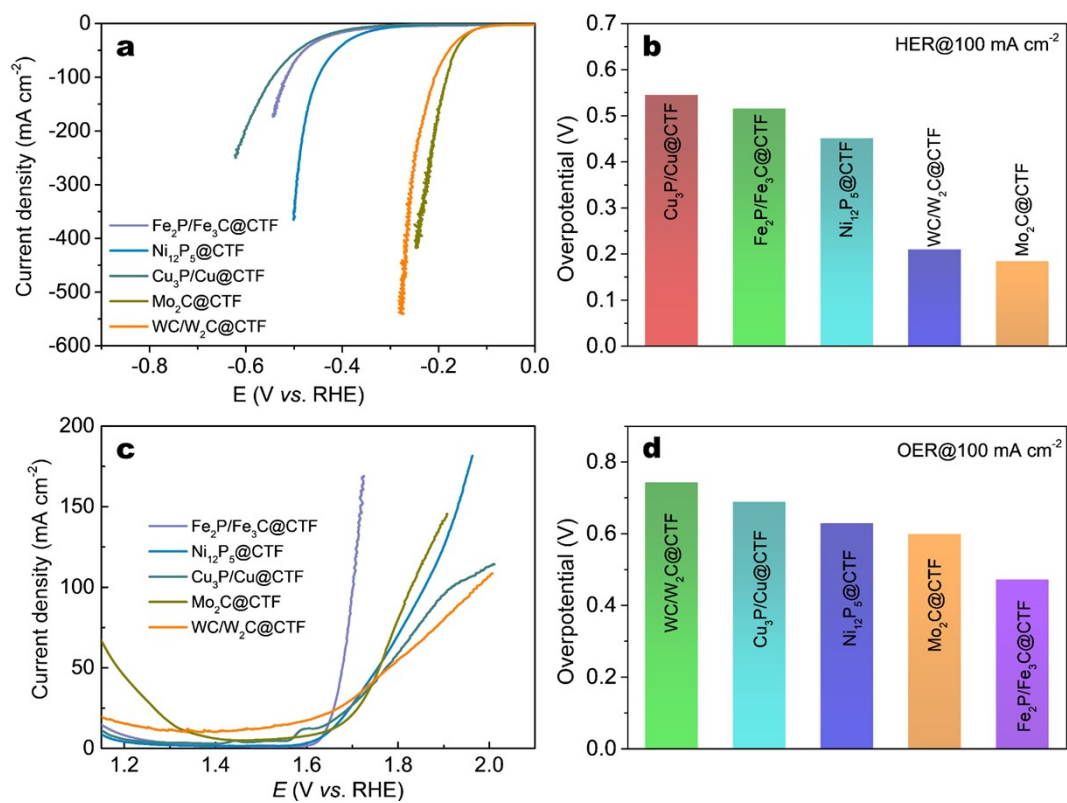 a
0
-100
-200
-300
-400
-500
-600
Current density (mA cm⁻²)
Fe₂P/Fe₃C@CTF
Ni₁₂P₅@CTF
Cu₃P/Cu@CTF
Mo₂C@CTF
WC/W₂C@CTF
-0.8 -0.6 -0.4 -0.2 0.0
E (V vs. RHE)
b
HER@100 mA cm⁻²
0.7
0.6
0.5
0.4
0.3
0.2
0.1
0.0
Overpotential (V)
Cu₃P/Cu@CTF
Fe₂P/Fe₃C@CTF
Ni₁₂P₅@CTF
WC/W₂C@CTF
Mo₂C@CTF
c
200
150
100
50
0
Current density (mA cm⁻²)
Fe₂P/Fe₃C@CTF
Ni₁₂P₅@CTF
Cu₃P/Cu@CTF
Mo₂C@CTF
WC/W₂C@CTF
1.2 1.4 1.6 1.8 2.0
E (V vs. RHE)
d
OER@100 mA cm⁻²
0.8
0.6
0.4
0.2
0.0
Overpotential (V)
WC/W₂C@CTF
Cu₃P/Cu@CTF
Ni₁₂P₅@CTF
Mo₂C@CTF
Fe₂P/Fe₃C@CTF